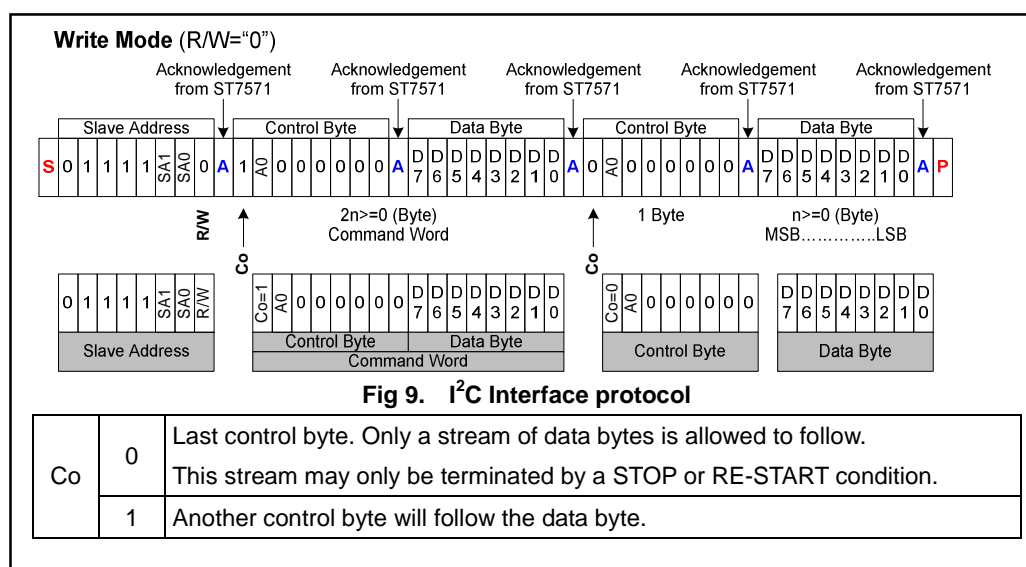 Write Mode (R/W=“0”)
Acknowledgement from ST7571 Acknowledgement from ST7571 Acknowledgement from ST7571 Acknowledgement from ST7571 Acknowledgement from ST7571
Slave Address Control Byte Data Byte Control Byte Data Byte
S 0 1 1 1 1 SA1 SA0 0 A 1 A0 0 0 0 0 0 0 A D7 D6 D5 D4 D3 D2 D1 D0 A 0 A0 0 0 0 0 0 0 A D7 D6 D5 D4 D3 D2 D1 D0 A P
R/W Co 2n>=0 (Byte) Co 1 Byte n>=0 (Byte)
Command Word MSB…………..LSB
0 1 1 1 1 SA1 SA0 R/W Co=1 A0 0 0 0 0 0 0 D7 D6 D5 D4 D3 D2 D1 D0 Co=0 A0 0 0 0 0 0 0 D7 D6 D5 D4 D3 D2 D1 D0
Slave Address Control Byte Data Byte Control Byte Data Byte
Command Word
Fig 9. I²C Interface protocol
Co 0 Last control byte. Only a stream of data bytes is allowed to follow.
This stream may only be terminated by a STOP or RE-START condition.
1 Another control byte will follow the data byte.